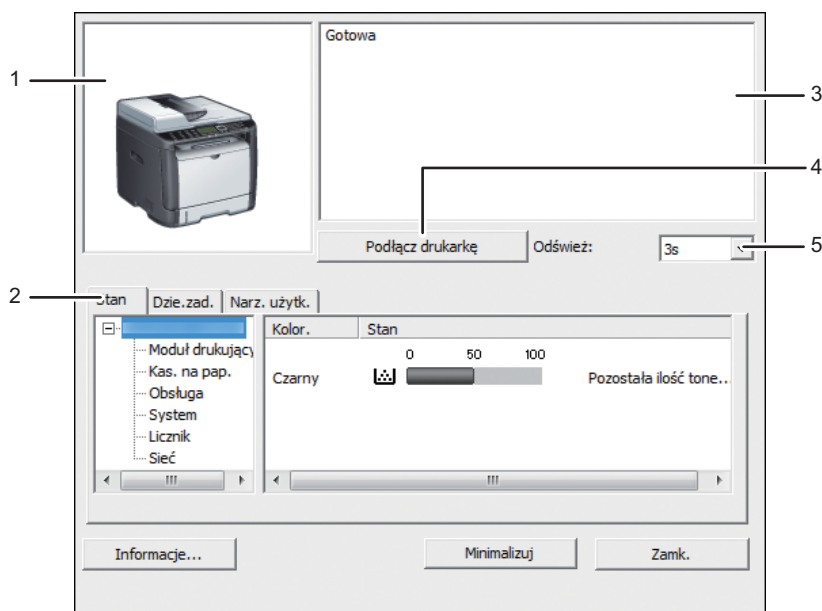 Gotowa
1
3
4
Podłącz drukarkę
Odśwież:
3s
5
2
Stan
Dzie.zad.
Narz. użytk.
Kolor.
Stan
Moduł drukujący
Kas. na pap.
Obsługa
System
Licznik
Sieć
0 50 100
Czarny
Pozostała ilość tone...
Informacje...
Minimalizuj
Zamk.